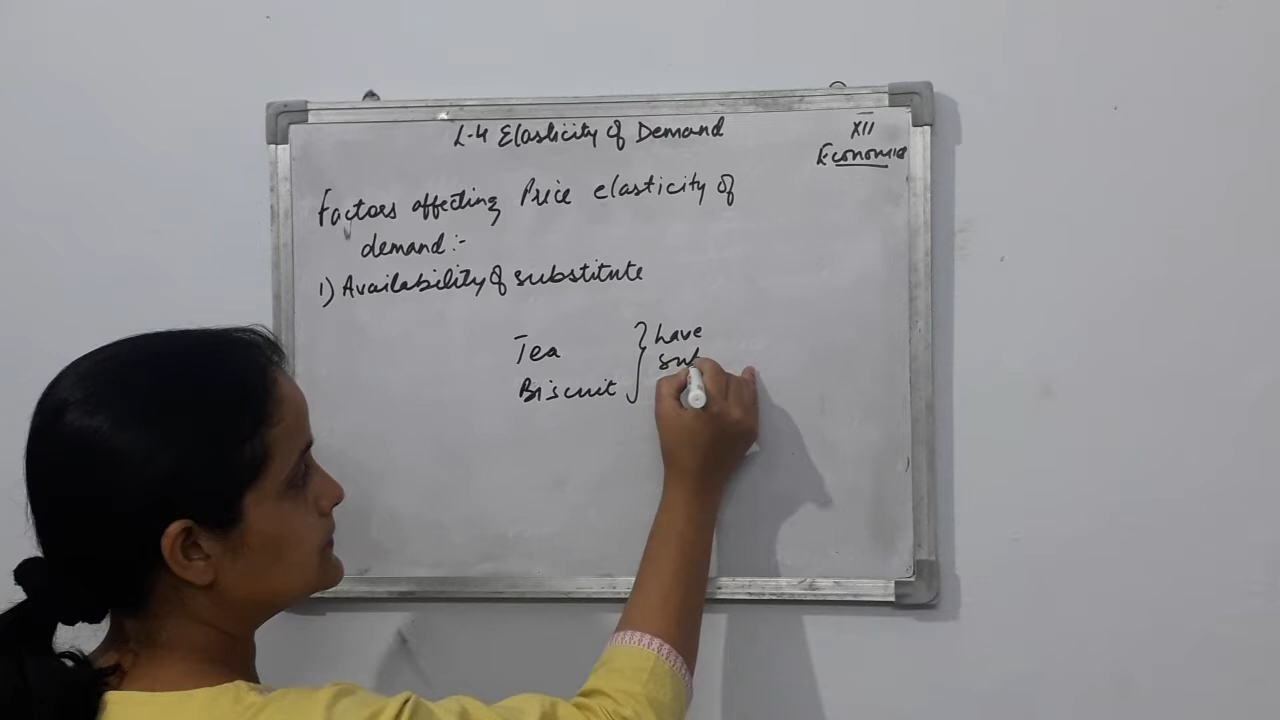 L-4 Elasticity of Demand
XII
Economics
Factors affecting Price elasticity of
demand :-
1) Availability of substitute
Tea
Biscuit
have
sub